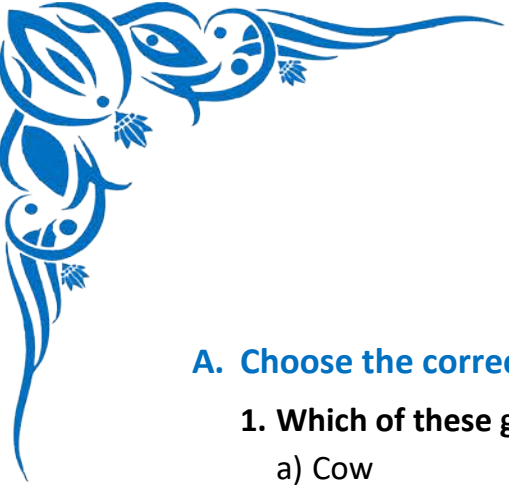 A. Choose the correc
1. Which of these g
a) Cow